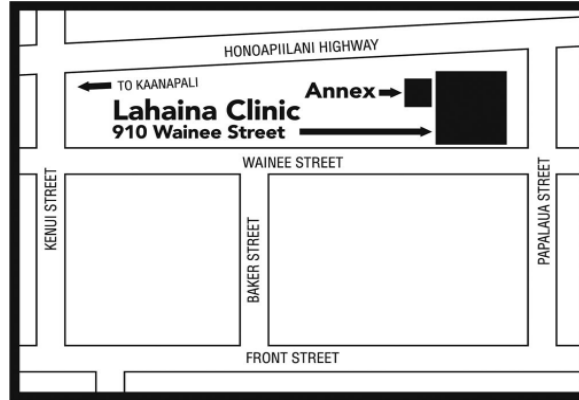 HONOAPIILANI HIGHWAY
TO KAANAPALI
Annex
Lahaina Clinic
910 Wainee Street
WAINEE STREET
KENUI STREET
BAKER STREET
PAPALAUA STREET
FRONT STREET